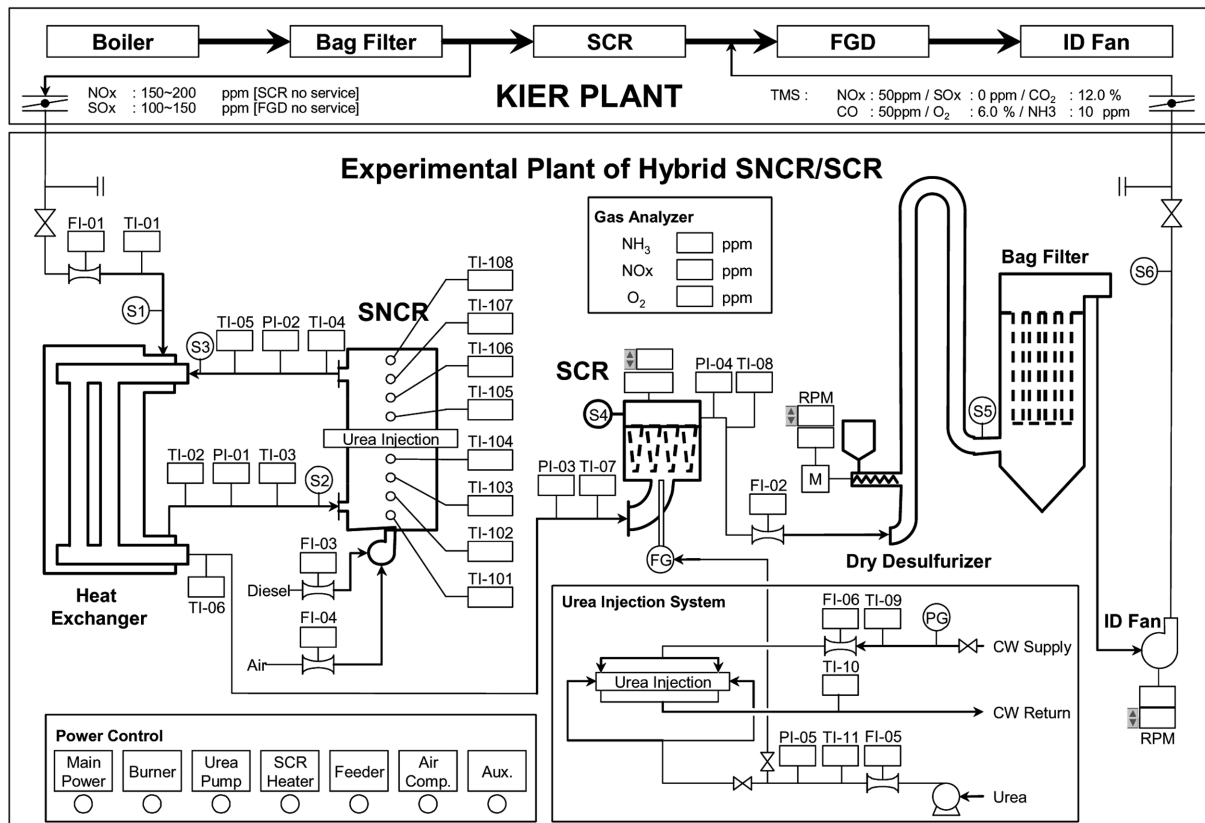 Boiler
Bag Filter
SCR
FGD
ID Fan
NOx : 150~200 ppm [SCR no service]
SOx : 100~150 ppm [FGD no service]
KIER PLANT
TMS : NOx : 50ppm / SOx : 0 ppm / CO₂ : 12.0 %
CO : 50ppm / O₂ : 6.0 % / NH3 : 10 ppm
Experimental Plant of Hybrid SNCR/SCR
Gas Analyzer
NH₃ ppm
NOx ppm
O₂ ppm
FI-01
TI-01
S1
S3
TI-05
PI-02
TI-04
SNCR
TI-108
TI-107
TI-106
TI-105
Urea Injection
TI-104
TI-103
TI-102
TI-101
TI-02
PI-01
TI-03
S2
FI-03
Diesel
FI-04
Air
TI-06
Heat
Exchanger
SCR
S4
PI-04
TI-08
PI-03
TI-07
FG
FI-02
RPM
M
Dry Desulfurizer
Bag Filter
S5
S6
ID Fan
RPM
Urea Injection System
FI-06
TI-09
PG
CW Supply
Urea Injection
TI-10
CW Return
PI-05
TI-11
FI-05
Urea
Power Control
Main
Power
Burner
Urea
Pump
SCR
Heater
Feeder
Air
Comp.
Aux.